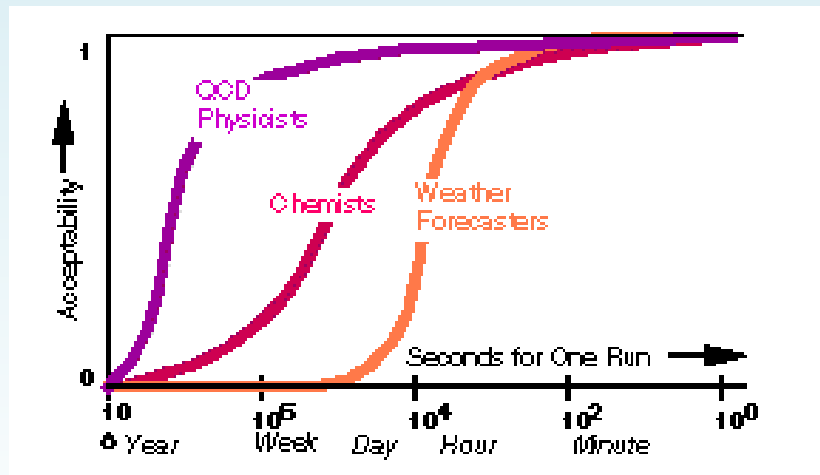 1
QCD
Physicists
Chemists
Weather
Forecasters
Acceptability
Seconds for One Run
0
10 10⁶ 10⁴ 10² 10⁰
8 Year Week Day Hour Minute